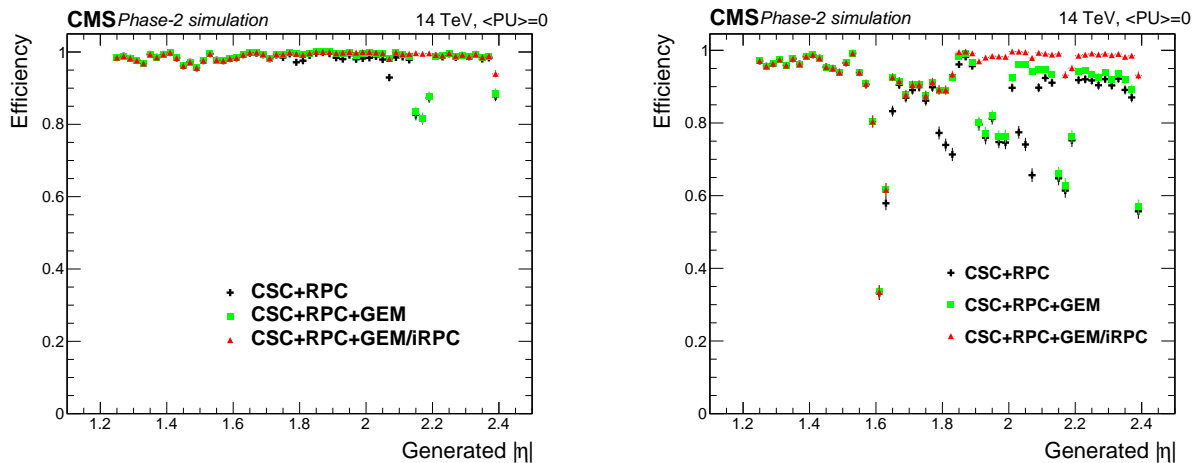 CMS Phase-2 simulation 14 TeV, <PU>=0
Efficiency
1
0.8
0.6
0.4
0.2
0
CSC+RPC
CSC+RPC+GEM
CSC+RPC+GEM/iRPC
1.2 1.4 1.6 1.8 2 2.2 2.4
Generated |η|
CMS Phase-2 simulation 14 TeV, <PU>=0
Efficiency
1
0.8
0.6
0.4
0.2
0
CSC+RPC
CSC+RPC+GEM
CSC+RPC+GEM/iRPC
1.2 1.4 1.6 1.8 2 2.2 2.4
Generated |η|